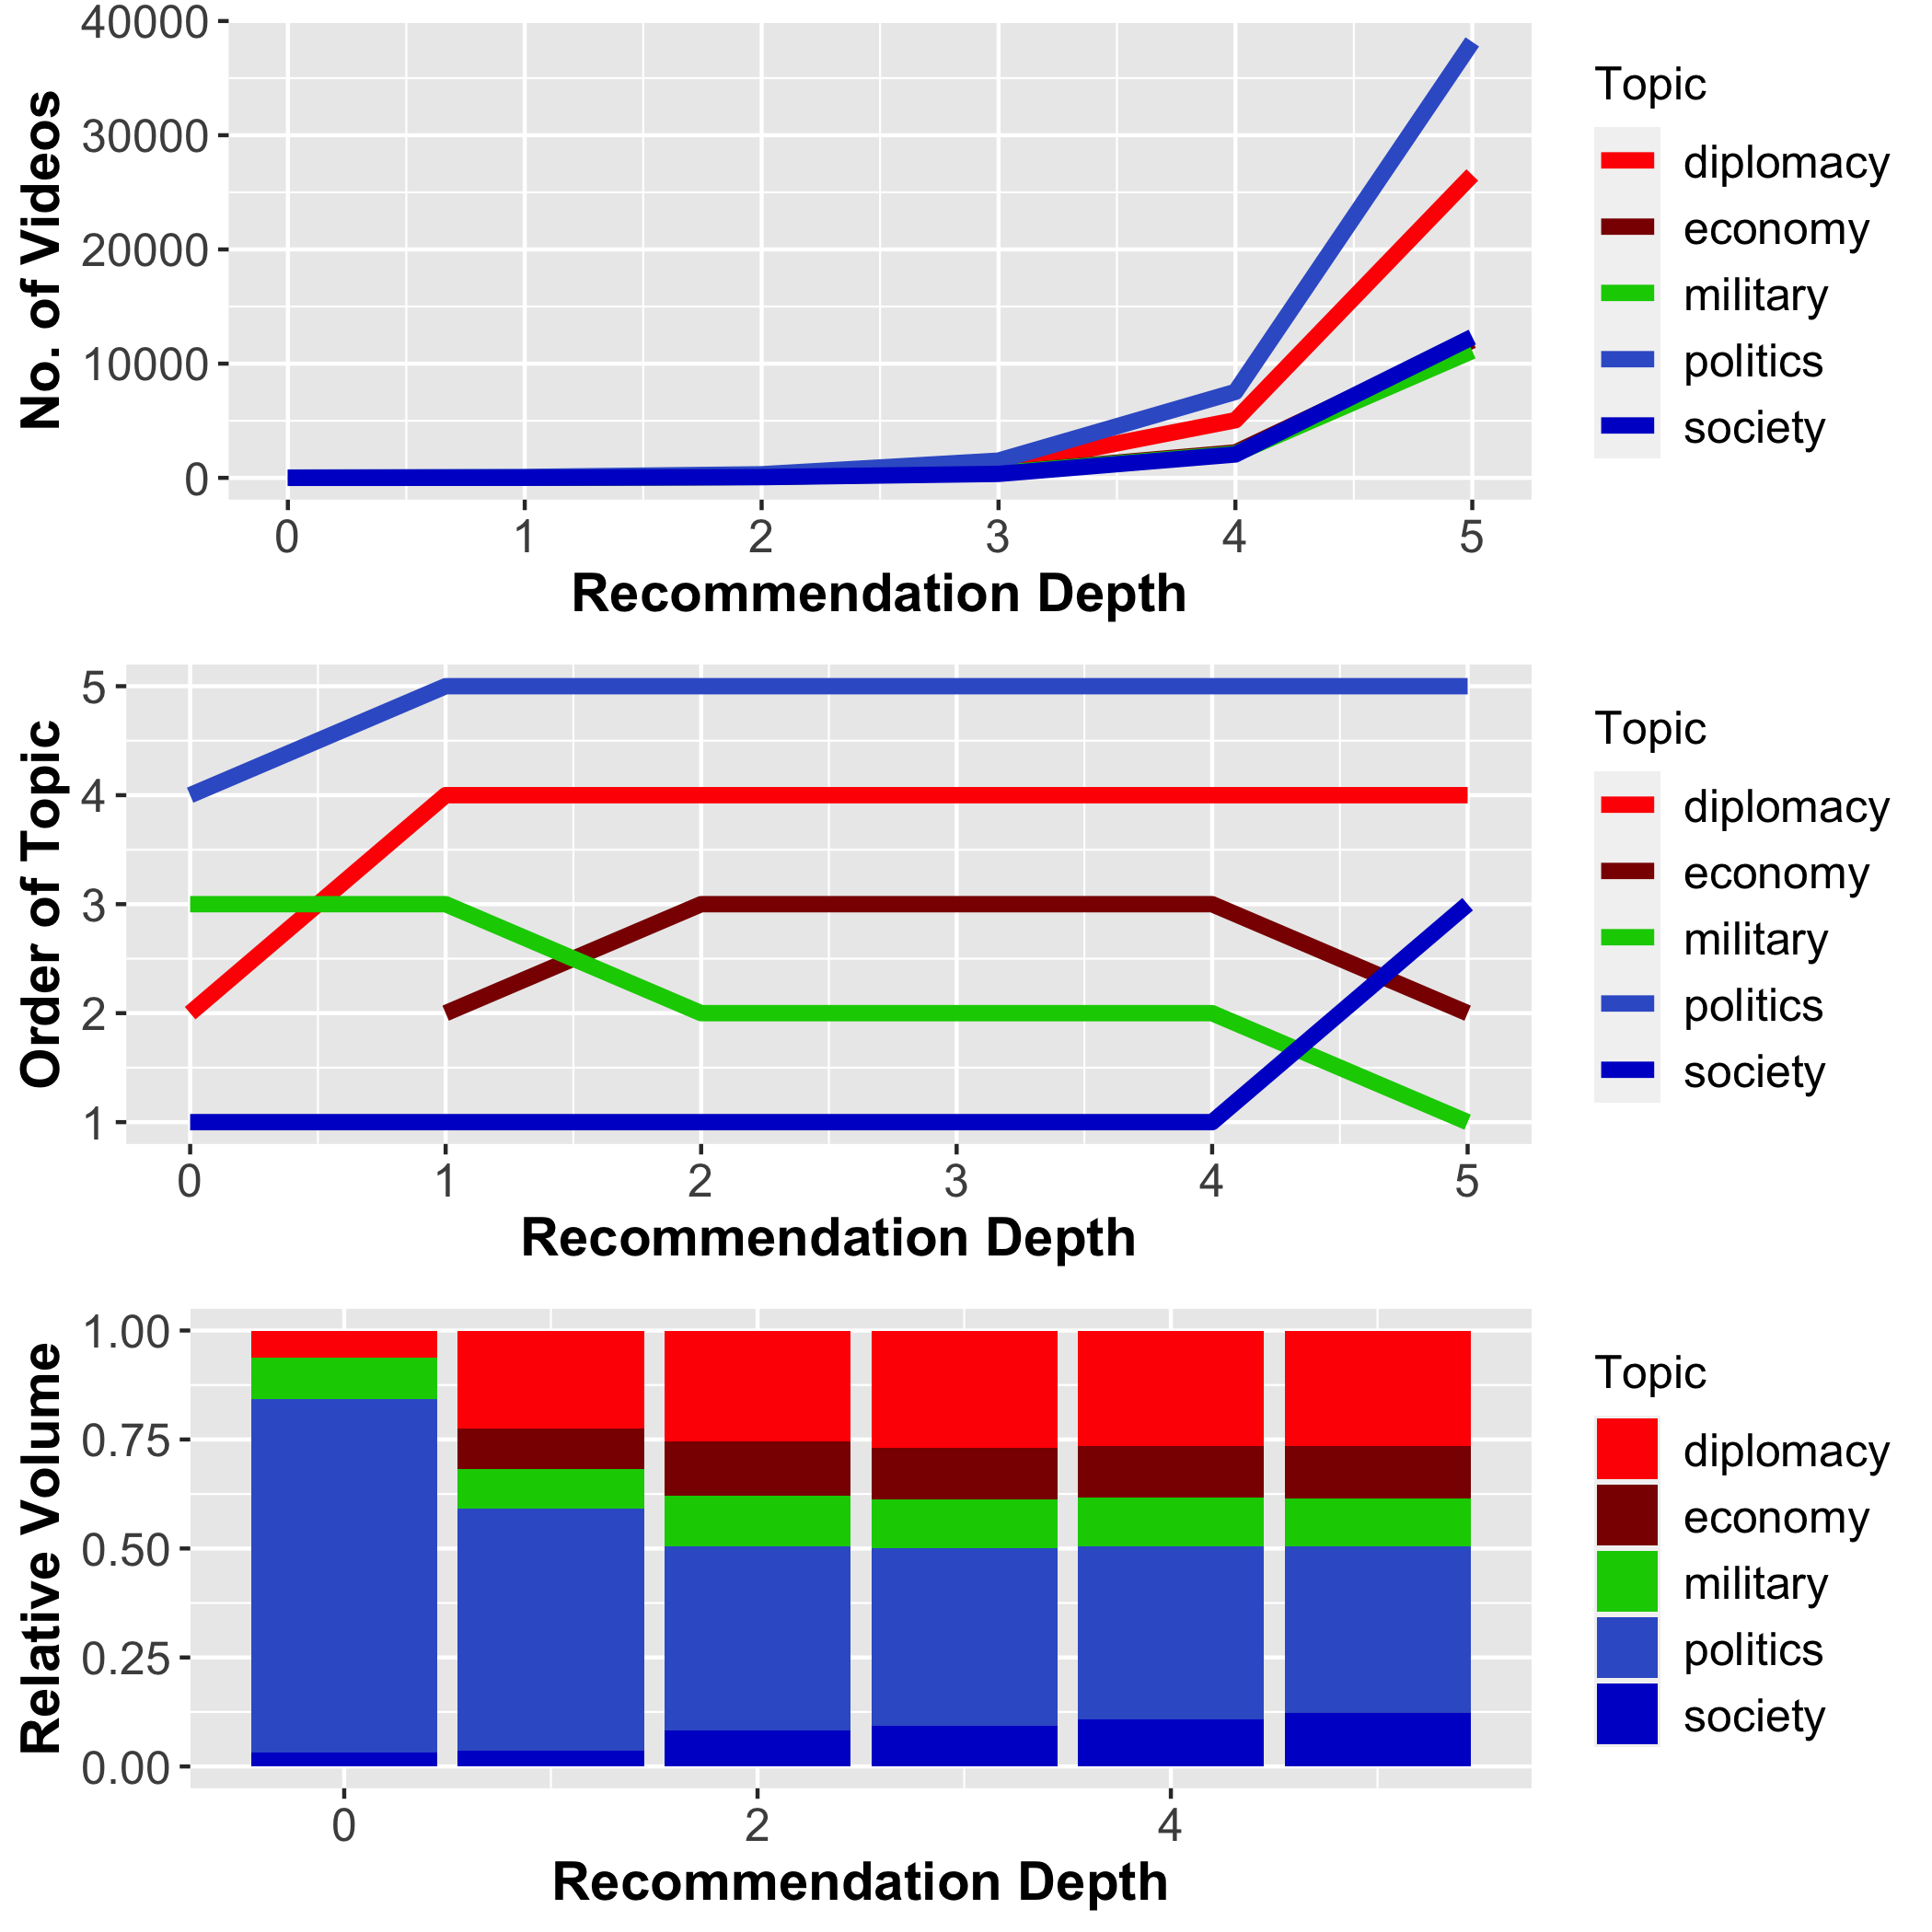 40000
30000
20000
10000
0
No. of Videos
0 1 2 3 4 5
Recommendation Depth
Topic
diplomacy
economy
military
politics
society
5
4
3
2
1
Order of Topic
0 1 2 3 4 5
Recommendation Depth
Topic
diplomacy
economy
military
politics
society
1.00
0.75
0.50
0.25
0.00
Relative Volume
0 2 4
Recommendation Depth
Topic
diplomacy
economy
military
politics
society